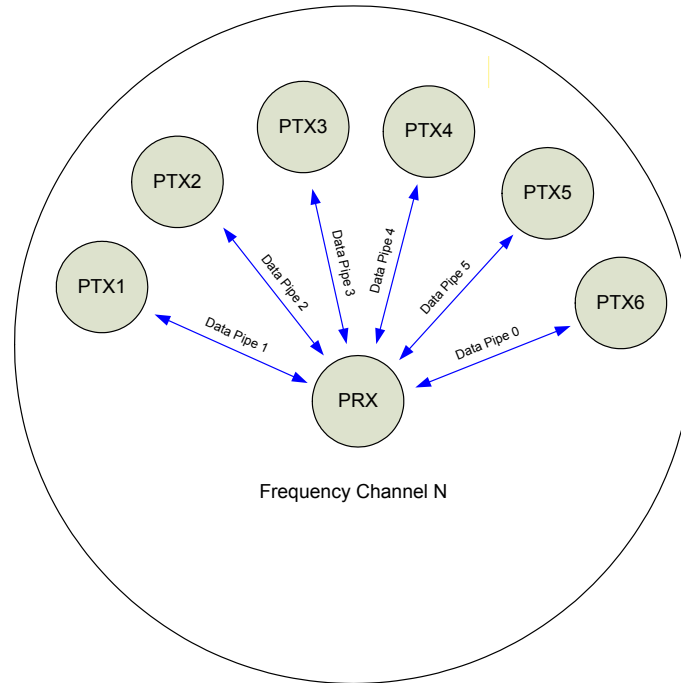 PTX3
PTX4
PTX2
PTX5
PTX1
PTX6
Data Pipe 1
Data Pipe 2
Data Pipe 3
Data Pipe 4
Data Pipe 5
Data Pipe 0
PRX
Frequency Channel N